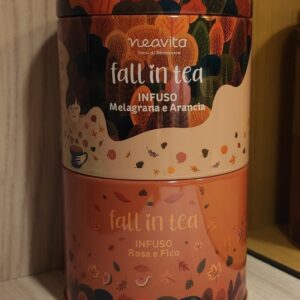 neavita
fall in tea
INFUSO
Melagrana e Arancia
fall in tea
INFUSO
Rosa e Fico